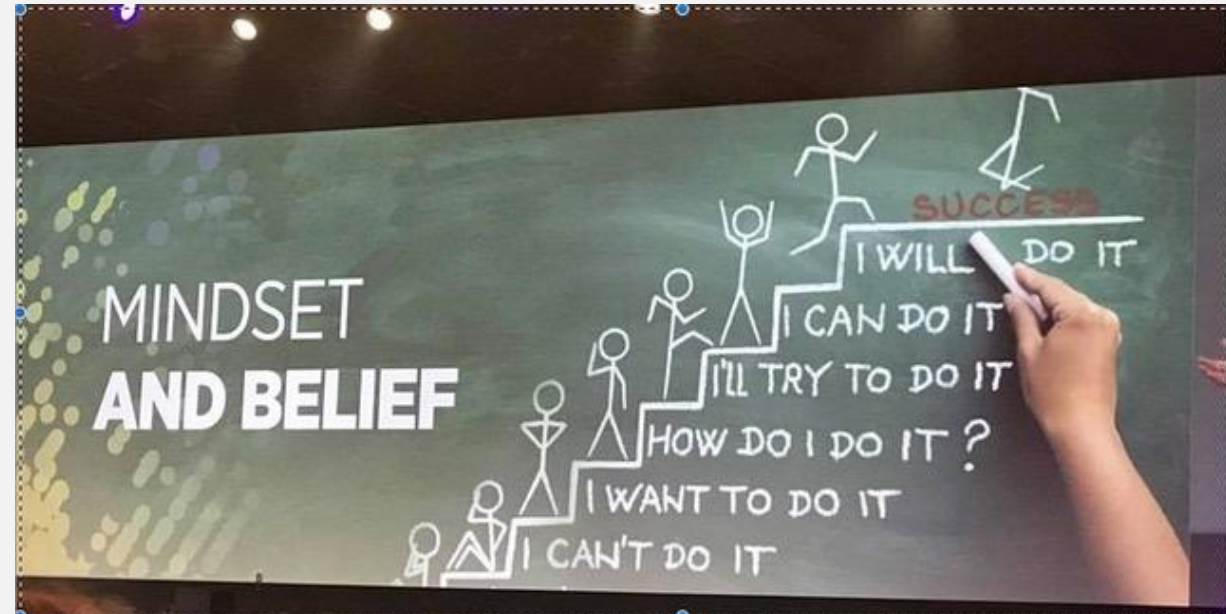 MINDSET
AND BELIEF
SUCCESS
I WILL DO IT
I CAN DO IT
I'LL TRY TO DO IT
HOW DO I DO IT?
I WANT TO DO IT
I CAN'T DO IT